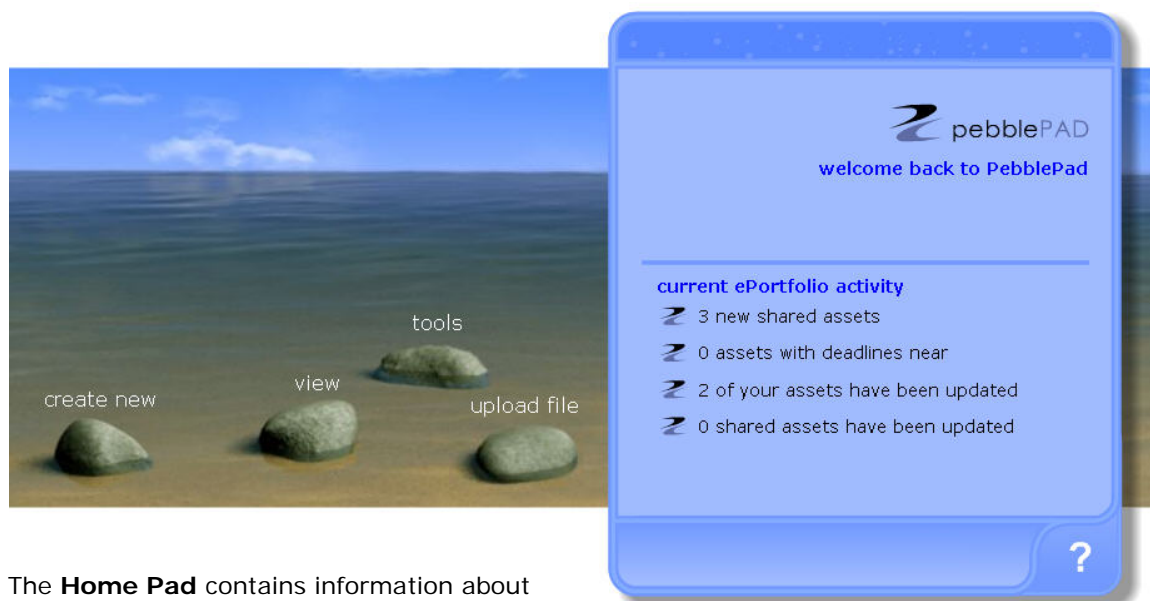 pebblePAD
welcome back to PebblePad
current ePortfolio activity
3 new shared assets
0 assets with deadlines near
2 of your assets have been updated
0 shared assets have been updated
tools
view
create new
upload file
?
The Home Pad contains information about